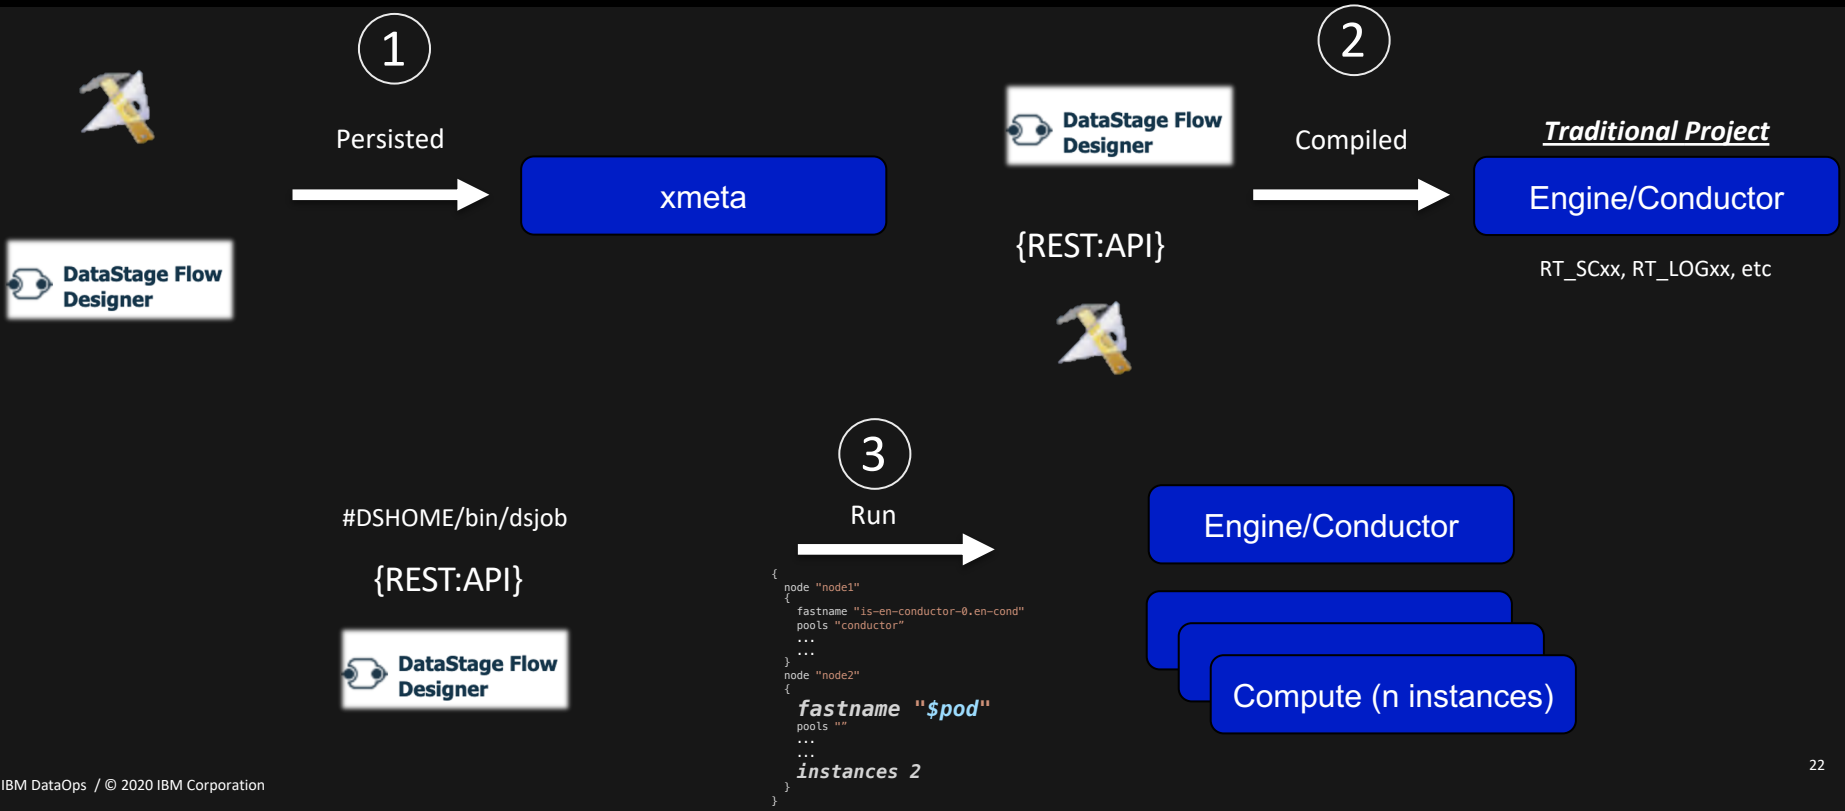 1
Persisted
xmeta
DataStage Flow
Designer
2
DataStage Flow
Designer
Compiled
Traditional Project
Engine/Conductor
{REST:API}
RT_SCxx, RT_LOGxx, etc
3
Run
#DSHOME/bin/dsjob
{REST:API}
DataStage Flow
Designer
{
node "node1"
{
fastname "is-en-conductor-0.en-cond"
pools "conductor”
...
...
}
node "node2"
{
fastname "$pod"
pools "”
...
...
instances 2
}
}
Engine/Conductor
Compute (n instances)
IBM DataOps / © 2020 IBM Corporation
22